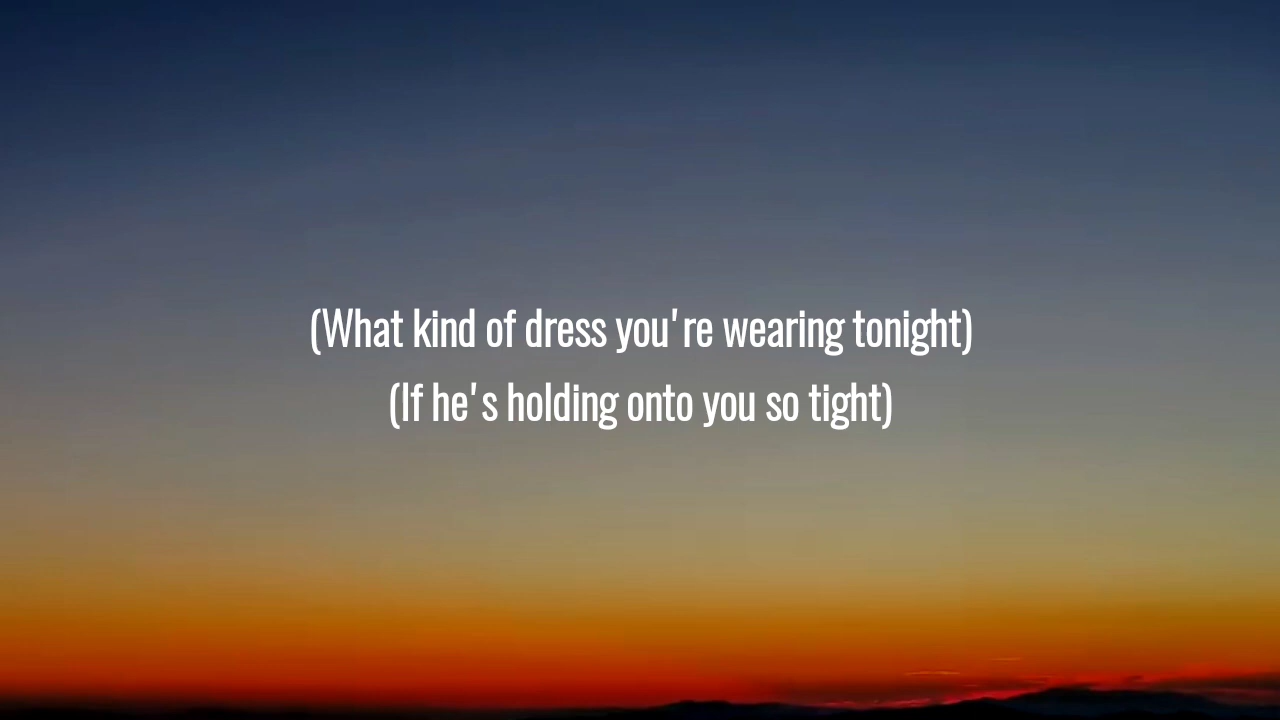 (What kind of dress you're wearing tonight)
(If he's holding onto you so tight)